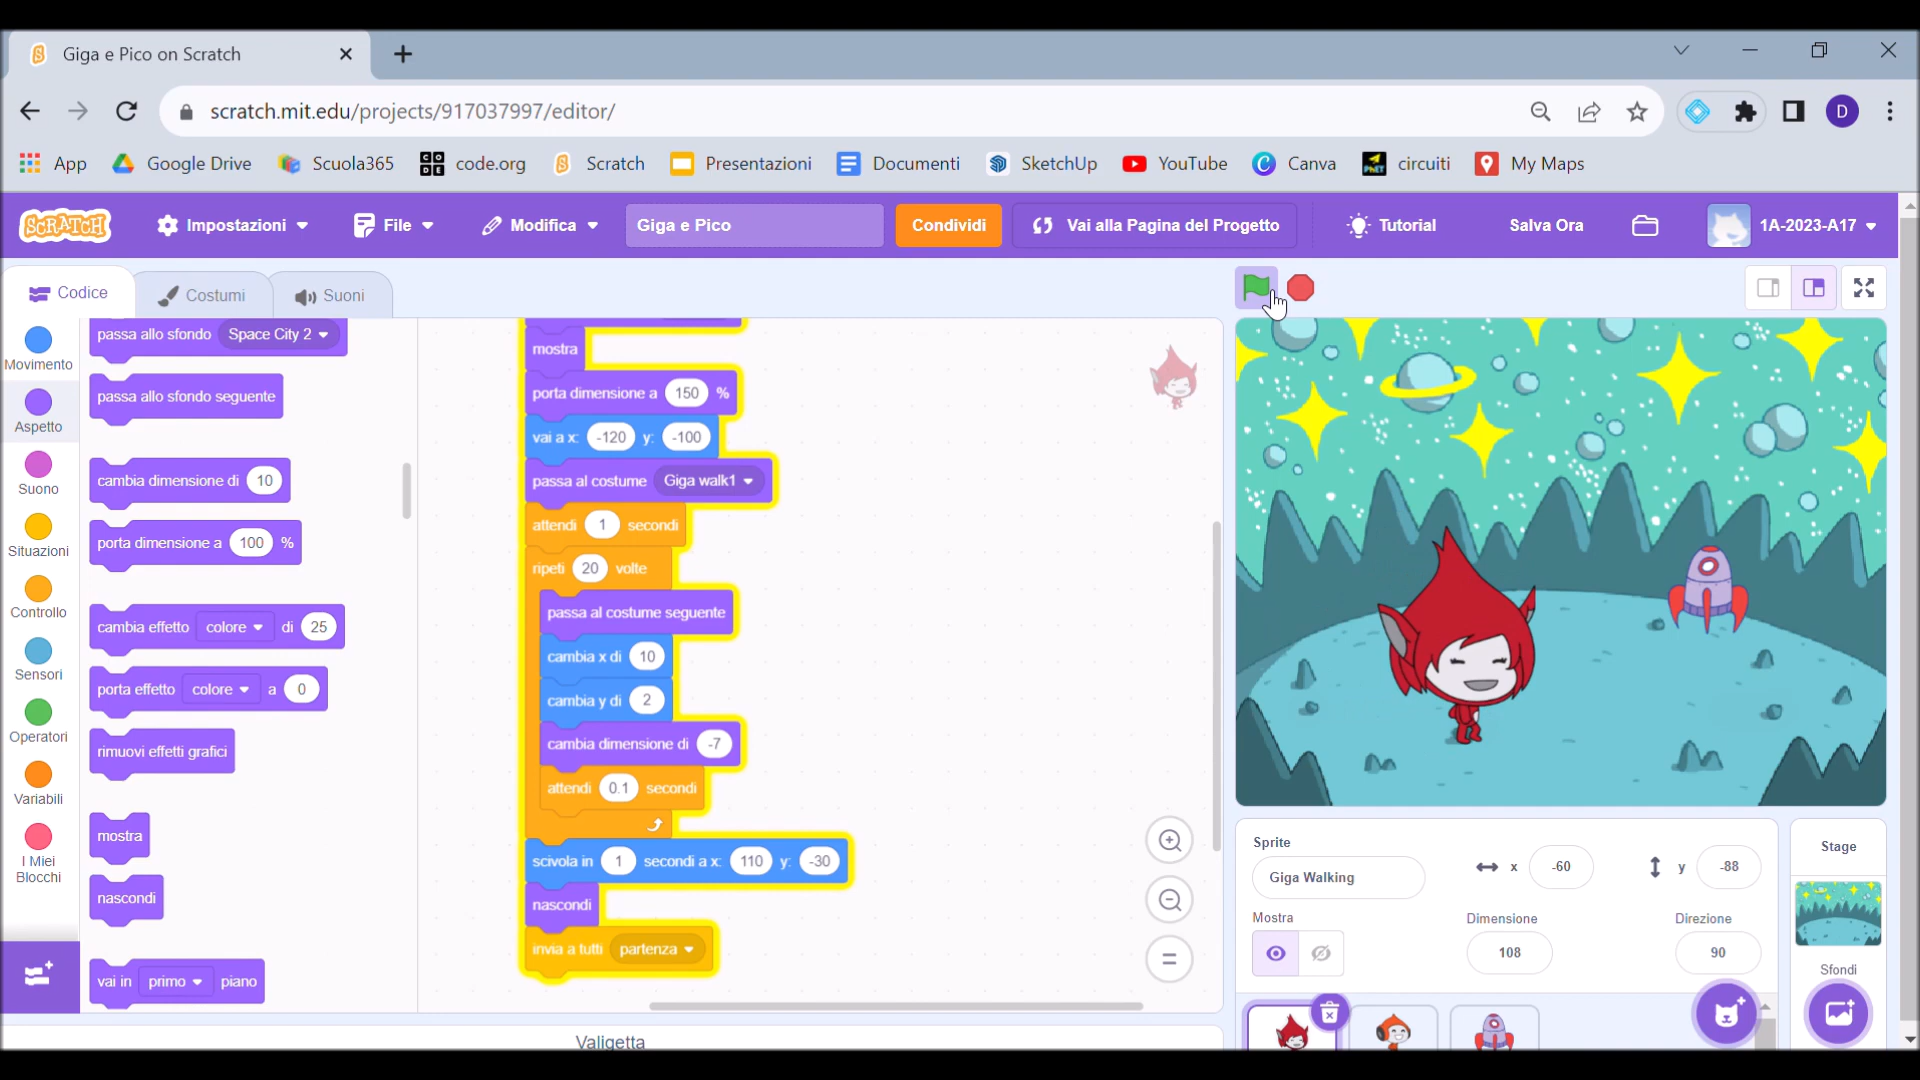 Giga e Pico on Scratch
scratch.mit.edu/projects/917037997/editor/
D
App Google Drive Scuola365 code.org Scratch Presentazioni Documenti SketchUp YouTube Canva circuiti My Maps
SCRATCH Impostazioni File Modifica Giga e Pico Condividi Vai alla Pagina del Progetto Tutorial Salva Ora 1A-2023-A17
Codice Costumi Suoni
Movimento
Aspetto
Suono
Situazioni
Controllo
Sensori
Operatori
Variabili
I Miei
Blocchi
passa allo sfondo Space City 2
passa allo sfondo seguente
cambia dimensione di 10
porta dimensione a 100 %
cambia effetto colore di 25
porta effetto colore a 0
rimuovi effetti grafici
mostra
nascondi
vai in primo piano
mostra
porta dimensione a 150 %
vai a x: -120 y: -100
passa al costume Giga walk1
attendi 1 secondi
ripeti 20 volte
passa al costume seguente
cambia x di 10
cambia y di 2
cambia dimensione di -7
attendi 0.1 secondi
scivola in 1 secondi a x: 110 y: -30
nascondi
invia a tutti partenza
Valigetta
Sprite
Giga Walking x -60 y -88
Mostra Dimensione Direzione
108 90
Stage
Sfondi